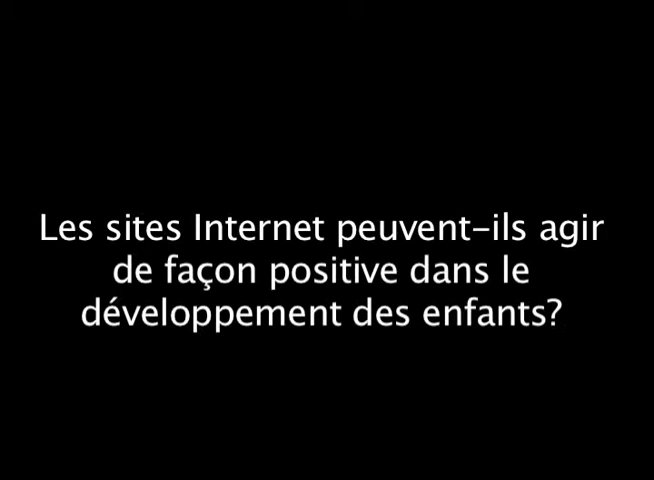 Les sites Internet peuvent-ils agir
de façon positive dans le
développement des enfants?